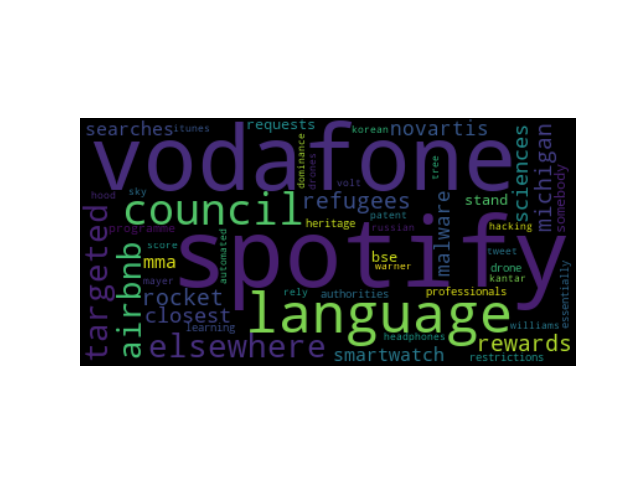 searches itunes requests korean novartis
vodafone
dominance drones volt tree sciences michigan somebody
hood sky council refugees stand
heritage patent russian malware hacking
targeted programme airbnb score mma automated
spotify
bse warner tweet drone kantar
mayer rocket rely authorities professionals essentially
closest learning language headphones williams
elsewhere smartwatch rewards restrictions